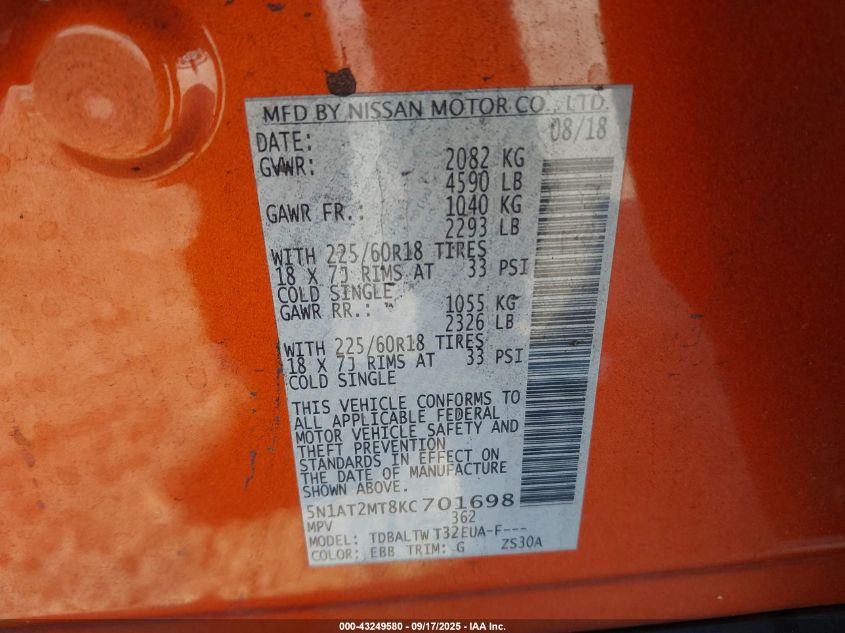 MFD BY NISSAN MOTOR CO., LTD.
DATE: 08/18
GVWR: 2082 KG
4590 LB
GAWR FR.: 1040 KG
2293 LB
WITH 225/60R18 TIRES
18 X 7J RIMS AT 33 PSI
COLD SINGLE
GAWR RR.: 1055 KG
2326 LB
WITH 225/60R18 TIRES
18 X 7J RIMS AT 33 PSI
COLD SINGLE
THIS VEHICLE CONFORMS TO
ALL APPLICABLE FEDERAL
MOTOR VEHICLE SAFETY AND
THEFT PREVENTION
STANDARDS IN EFFECT ON
THE DATE OF MANUFACTURE
SHOWN ABOVE.
5N1AT2MT8KC701698
MPV 362
MODEL: TDBALTW T32EUA-F---
COLOR: EBB TRIM: G ZS30A
000-43249580 - 09/17/2025 - IAA Inc.